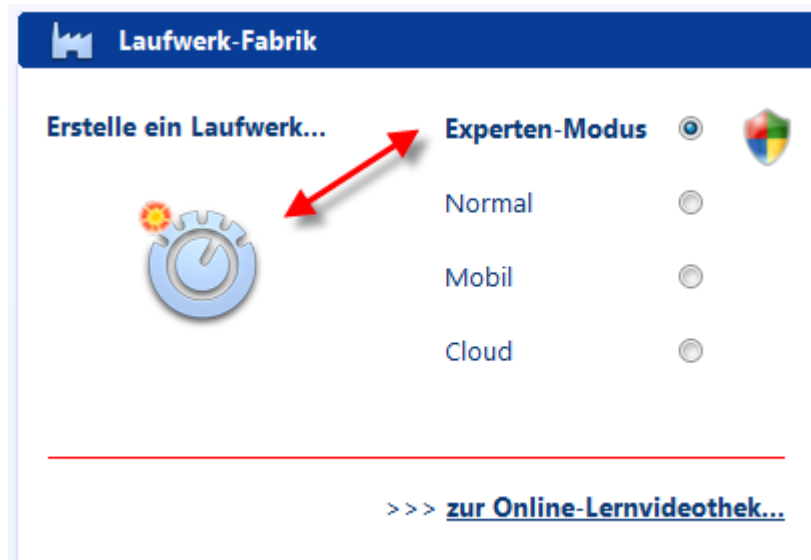 Laufwerk-Fabrik
Erstelle ein Laufwerk...
Experten-Modus
Normal
Mobil
Cloud
>>> zur Online-Lernvideothek...